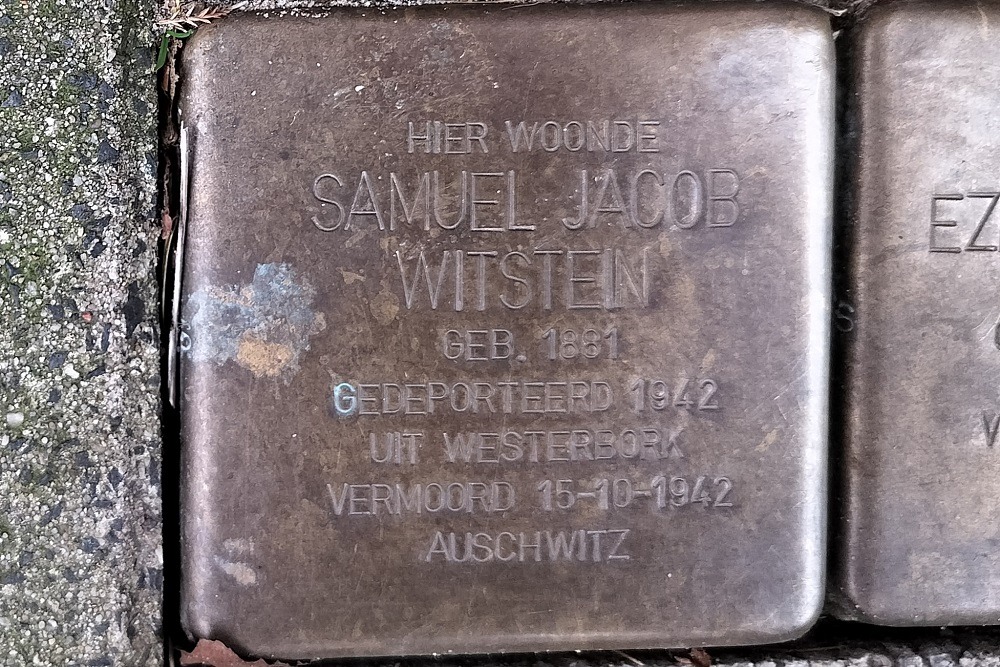 HIER WOONDE
SAMUEL JACOB
WITSTEIN
GEB. 1881
GEDEPORTEERD 1942
UIT WESTERBORK
VERMOORD 15-10-1942
AUSCHWITZ
EZ